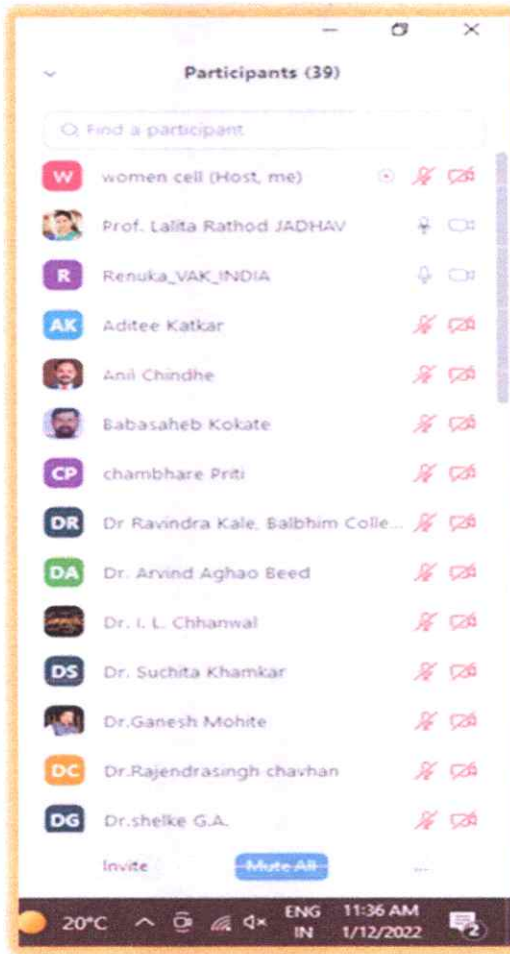 Participants (39)
Find a participant
W women cell (Host, me)
Prof. Lalita Rathod JADHAV
R Renuka_VAK_INDIA
AK Aditee Katkar
Anil Chindhe
Babasaheb Kokate
CP chambhare Priti
DR Dr Ravindra Kale, Balbhim Colle...
DA Dr. Arvind Aghao Beed
Dr. I. L. Chhanwal
DS Dr. Suchita Khamkar
Dr.Ganesh Mohite
DC Dr.Rajendrasingh chavhan
DG Dr.shelke G.A.
Invite Mute All ...
20°C ENG 11:36 AM
IN 1/12/2022 2